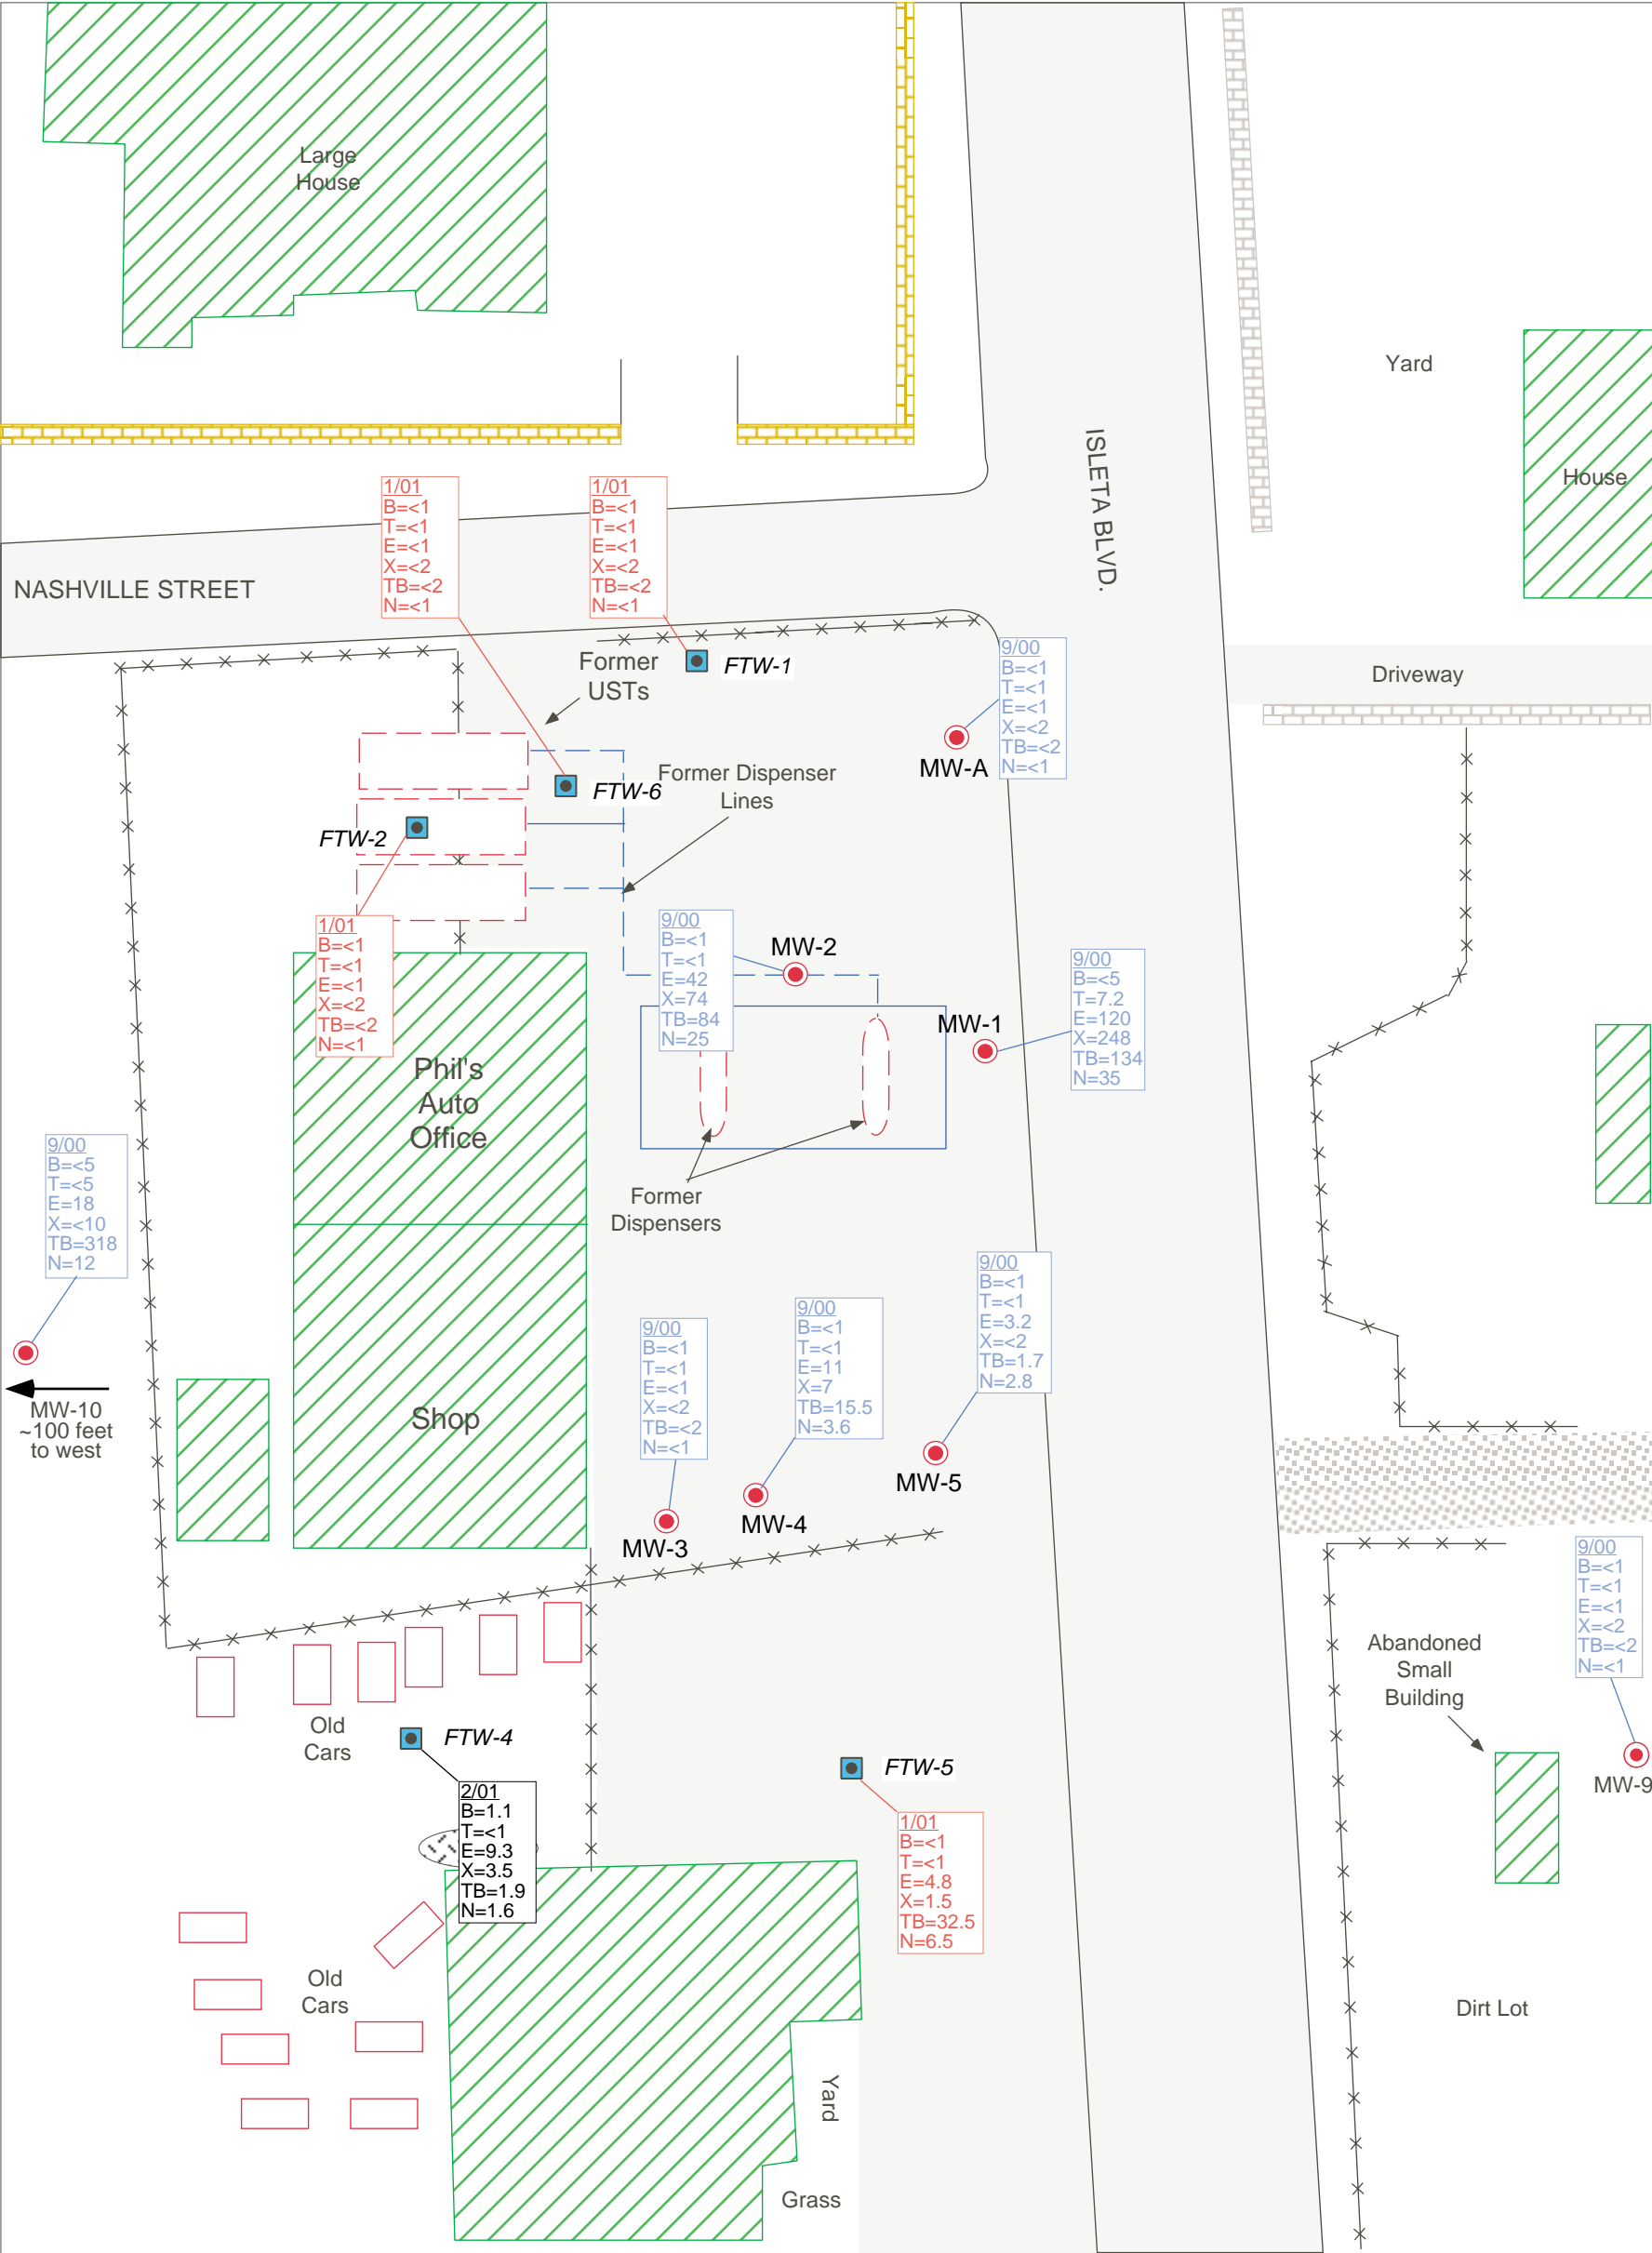 Large
House
Yard
House
ISLETA BLVD.
1/01
B=<1
T=<1
E=<1
X=<2
TB=<2
N=<1
1/01
B=<1
T=<1
E=<1
X=<2
TB=<2
N=<1
NASHVILLE STREET
Former
USTs
FTW-1
9/00
B=<1
T=<1
E=<1
X=<2
TB=<2
N=<1
MW-A
Driveway
FTW-6
Former Dispenser
Lines
FTW-2
1/01
B=<1
T=<1
E=<1
X=<2
TB=<2
N=<1
9/00
B=<1
T=<1
E=42
X=74
TB=84
N=25
MW-2
MW-1
9/00
B=<5
T=7.2
E=120
X=248
TB=134
N=35
Phil's
Auto
Office
Former
Dispensers
9/00
B=<5
T=<5
E=18
X=<10
TB=318
N=12
MW-10
~100 feet
to west
Shop
9/00
B=<1
T=<1
E=<1
X=<2
TB=<2
N=<1
MW-3
9/00
B=<1
T=<1
E=11
X=7
TB=15.5
N=3.6
MW-4
9/00
B=<1
T=<1
E=3.2
X=<2
TB=1.7
N=2.8
MW-5
9/00
B=<1
T=<1
E=<1
X=<2
TB=<2
N=<1
MW-9
Abandoned
Small
Building
Old
Cars
FTW-4
2/01
B=1.1
T=<1
E=9.3
X=3.5
TB=1.9
N=1.6
FTW-5
1/01
B=<1
T=<1
E=4.8
X=1.5
TB=32.5
N=6.5
Old
Cars
Dirt Lot
Yard
Grass